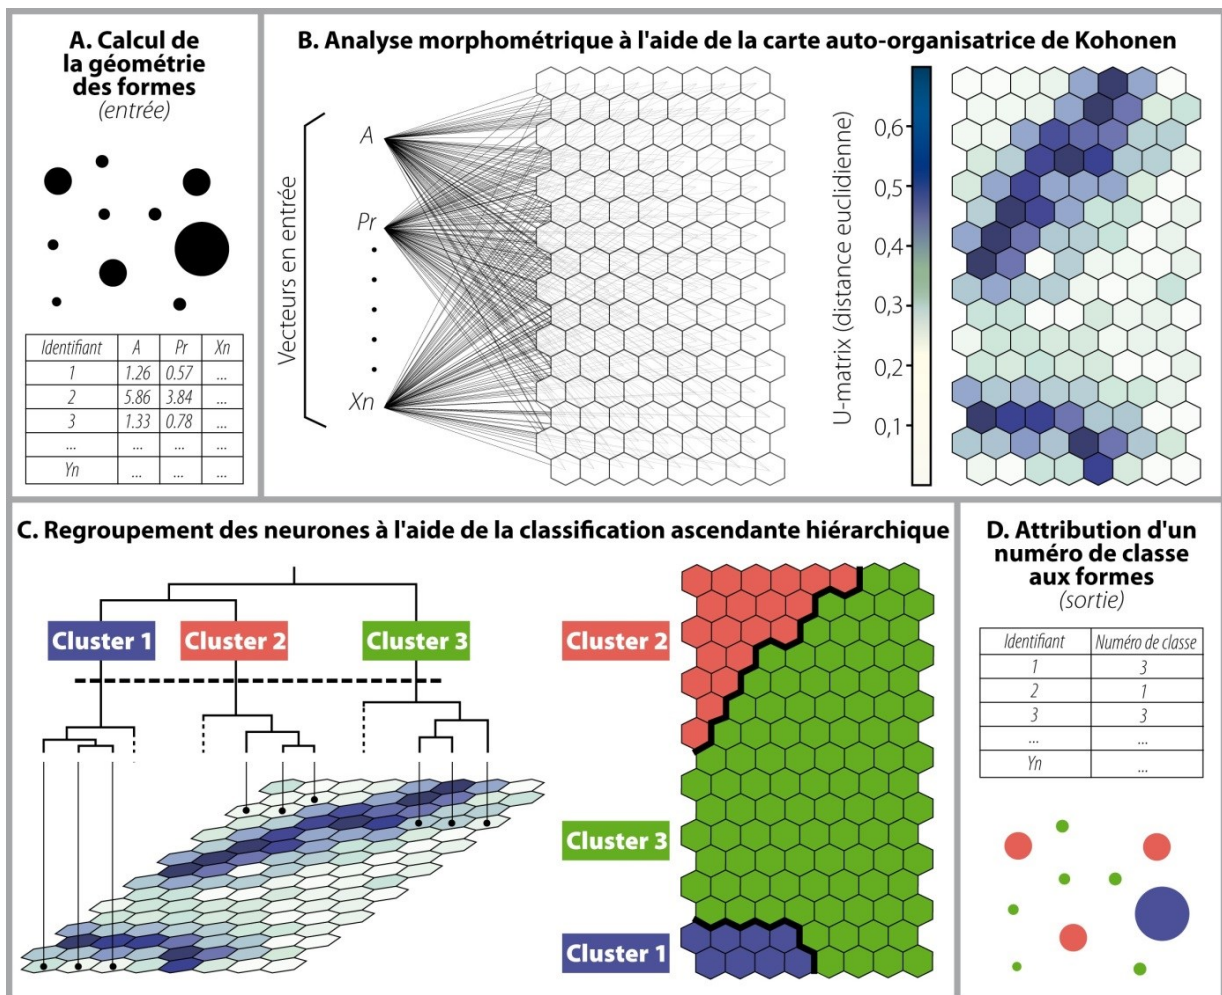 A. Calcul de
la géométrie
des formes
(entrée)
Identifiant A Pr Xn
1 1.26 0.57 ...
2 5.86 3.84 ...
3 1.33 0.78 ...
... ... ... ...
Yn ... ... ...
B. Analyse morphométrique à l'aide de la carte auto-organisatrice de Kohonen
Vecteurs en entrée
A
Pr
Xn
U-matrix (distance euclidienne)
0,6
0,5
0,4
0,3
0,2
0,1
C. Regroupement des neurones à l'aide de la classification ascendante hiérarchique
Cluster 1
Cluster 2
Cluster 3
Cluster 2
Cluster 3
Cluster 1
D. Attribution d'un
numéro de classe
aux formes
(sortie)
Identifiant Numéro de classe
1 3
2 1
3 3
... ...
Yn ...